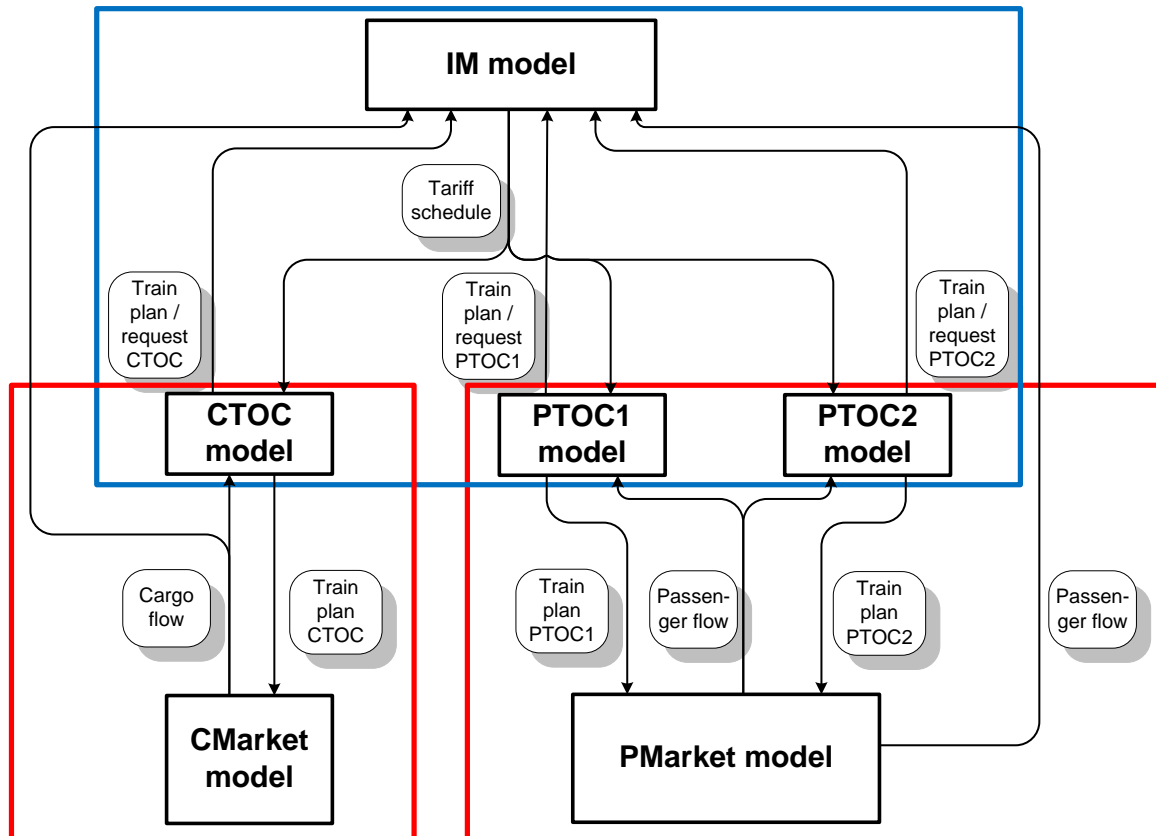 IM model
Tariff
schedule
Train
plan /
request
CTOC
Train
plan /
request
PTOC1
Train
plan /
request
PTOC2
CTOC
model
PTOC1
model
PTOC2
model
Cargo
flow
Train
plan
CTOC
Train
plan
PTOC1
Passen-
ger flow
Train
plan
PTOC2
Passen-
ger flow
CMarket
model
PMarket model